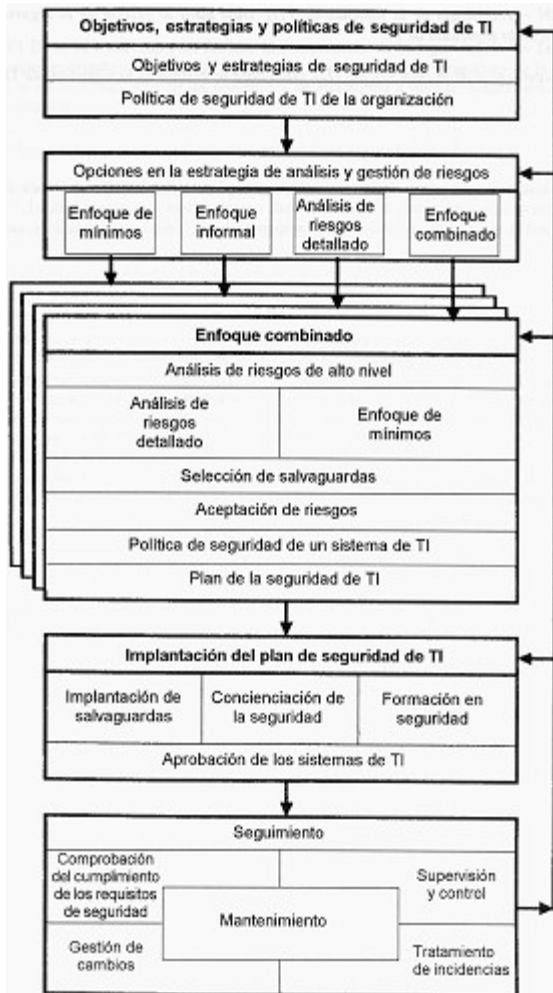 Objetivos, estrategias y políticas de seguridad de TI
Objetivos y estrategias de seguridad de TI
Política de seguridad de TI de la organización
Opciones en la estrategia de análisis y gestión de riesgos
Enfoque de
mínimos
Enfoque
informal
Análisis de
riesgos
detallado
Enfoque
combinado
Enfoque combinado
Análisis de riesgos de alto nivel
Análisis de
riesgos
detallado
Enfoque de
mínimos
Selección de salvaguardas
Aceptación de riesgos
Política de seguridad de un sistema de TI
Plan de la seguridad de TI
Implantación del plan de seguridad de TI
Implantación de
salvaguardas
Concienciación de
la seguridad
Formación en
seguridad
Aprobación de los sistemas de TI
Seguimiento
Comprobación
del cumplimiento
de los requisitos
de seguridad
Supervisión
y control
Mantenimiento
Gestión de
cambios
Tratamiento
de incidencias